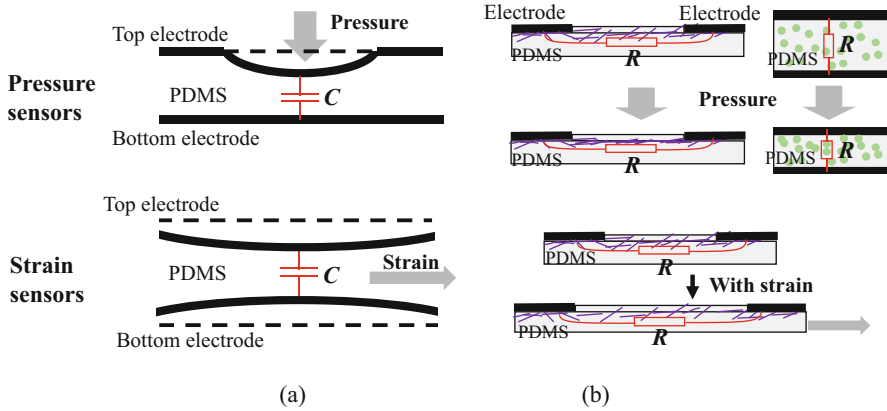 Pressure
Top electrode
Pressure
sensors
PDMS
C
Bottom electrode
Top electrode
Strain
sensors
PDMS
C
Strain
Bottom electrode
(a)
Electrode
Electrode
PDMS
R
PDMS
R
Pressure
PDMS
R
PDMS
R
PDMS
R
With strain
PDMS
R
(b)